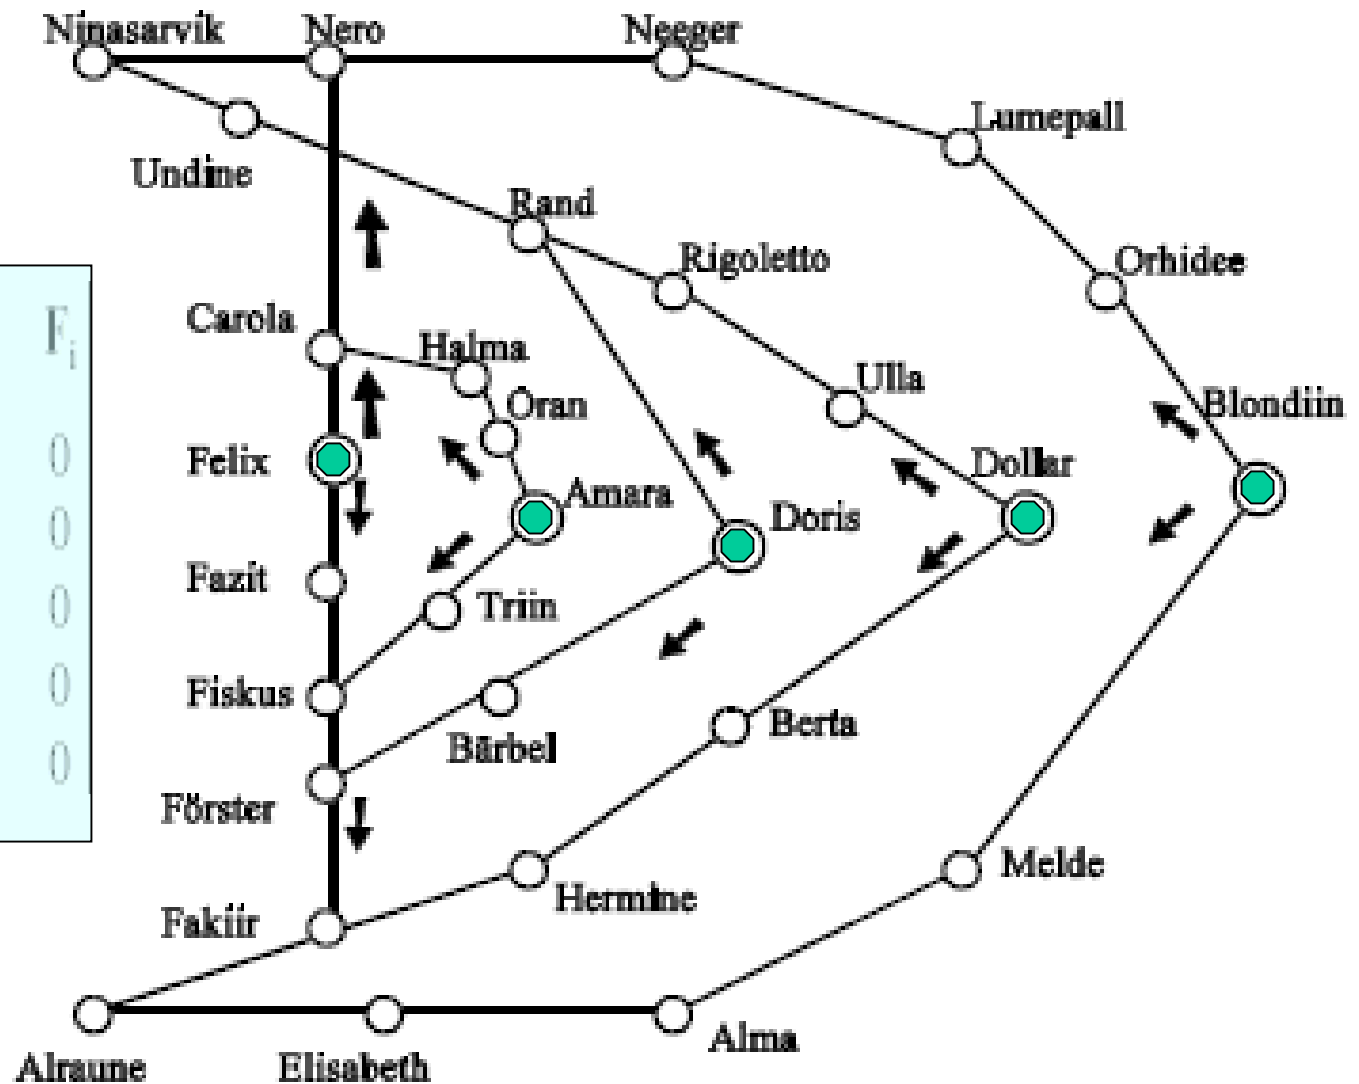 Ninasarvik Nero Neeger
Lumepall
Undine
Rand
Rigoletto
Orhidee
Fi
Carola
Halma
Ulla
Oran
Blondiin
0
Felix
Dollar
Amara
Doris
0
Fazit
Triin
0
Fiskus
0
Berta
Bärbel
0
Förster
Melde
Hermine
Fakiir
Alma
Alraune Elisabeth